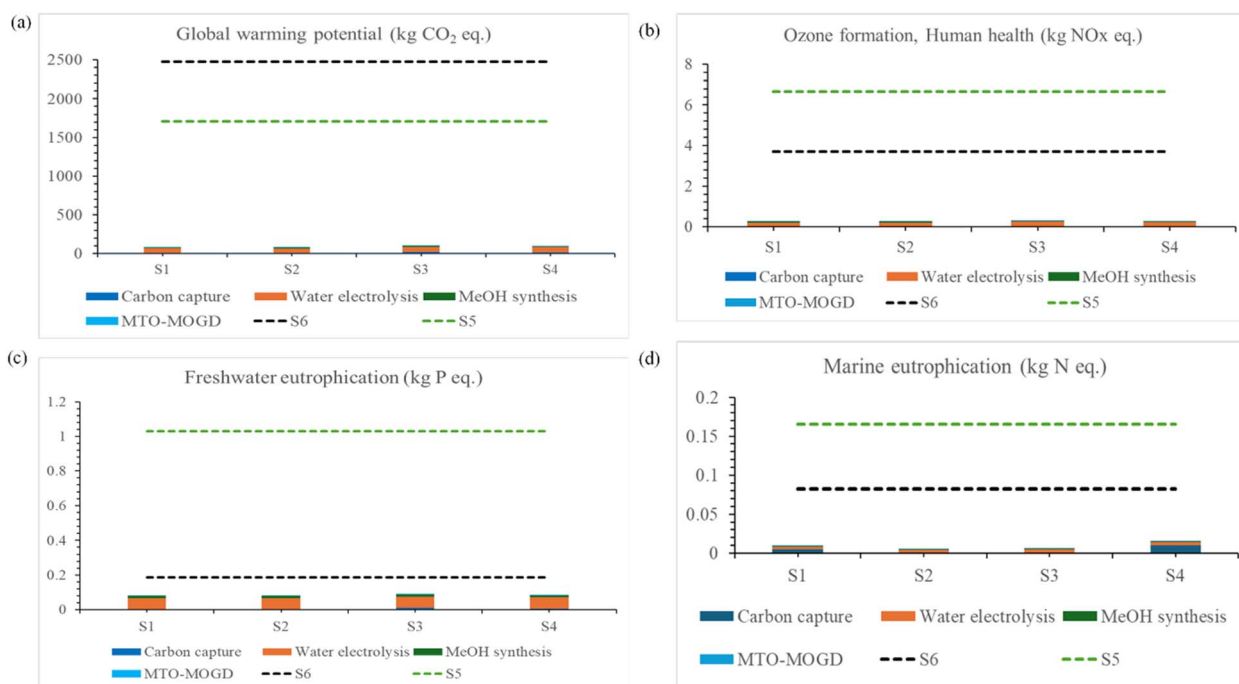 (a)
Global warming potential (kg CO₂ eq.)
2500
2000
1500
1000
500
0
S1 S2 S3 S4
Carbon capture Water electrolysis MeOH synthesis
MTO-MOGD S6 S5
(b)
Ozone formation, Human health (kg NOx eq.)
8
6
4
2
0
S1 S2 S3 S4
Carbon capture Water electrolysis MeOH synthesis
MTO-MOGD S6 S5
(c)
Freshwater eutrophication (kg P eq.)
1.2
1
0.8
0.6
0.4
0.2
0
S1 S2 S3 S4
Carbon capture Water electrolysis MeOH synthesis
MTO-MOGD S6 S5
(d)
Marine eutrophication (kg N eq.)
0.2
0.15
0.1
0.05
0
S1 S2 S3 S4
Carbon capture Water electrolysis MeOH synthesis
MTO-MOGD S6 S5